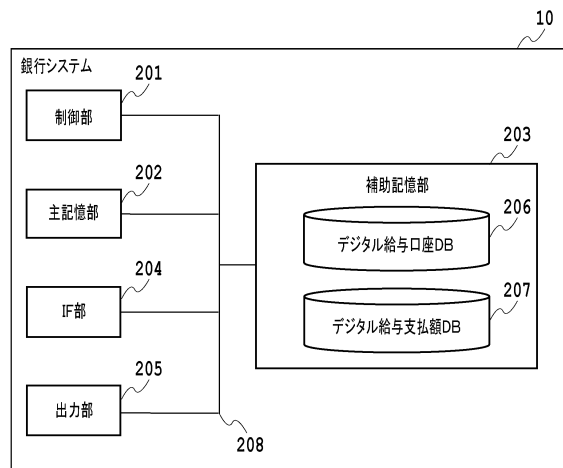 10
銀行システム
201
制御部
202
主記憶部
204
IF部
205
出力部
208
203
補助記憶部
206
デジタル給与口座DB
207
デジタル給与支払額DB